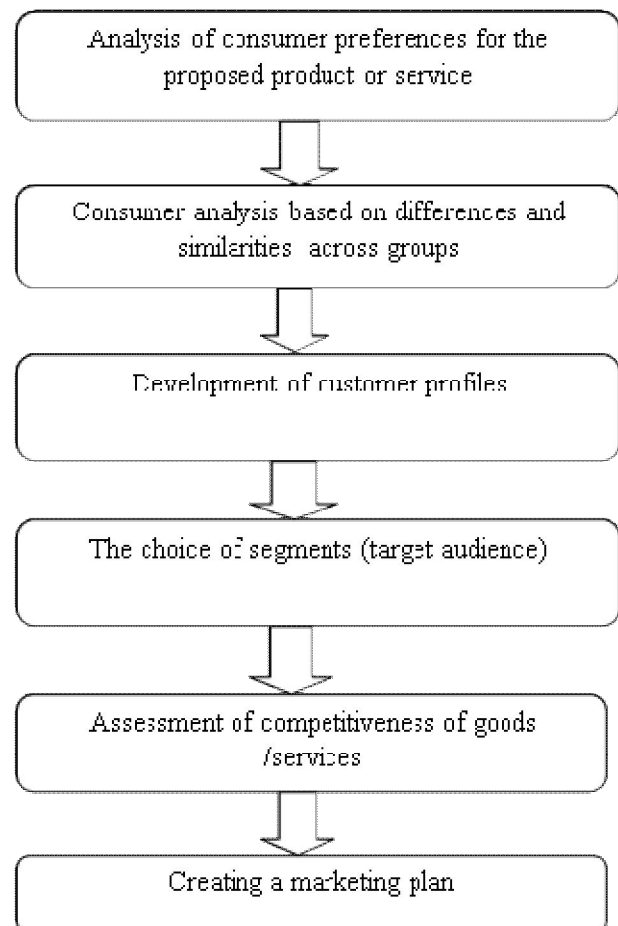 Analysis of consumer preferences for the
proposed product or service
Consumer analysis based on differences and
similarities across groups
Development of customer profiles
The choice of segments (target audience)
Assessment of competitiveness of goods
/services
Creating a marketing plan